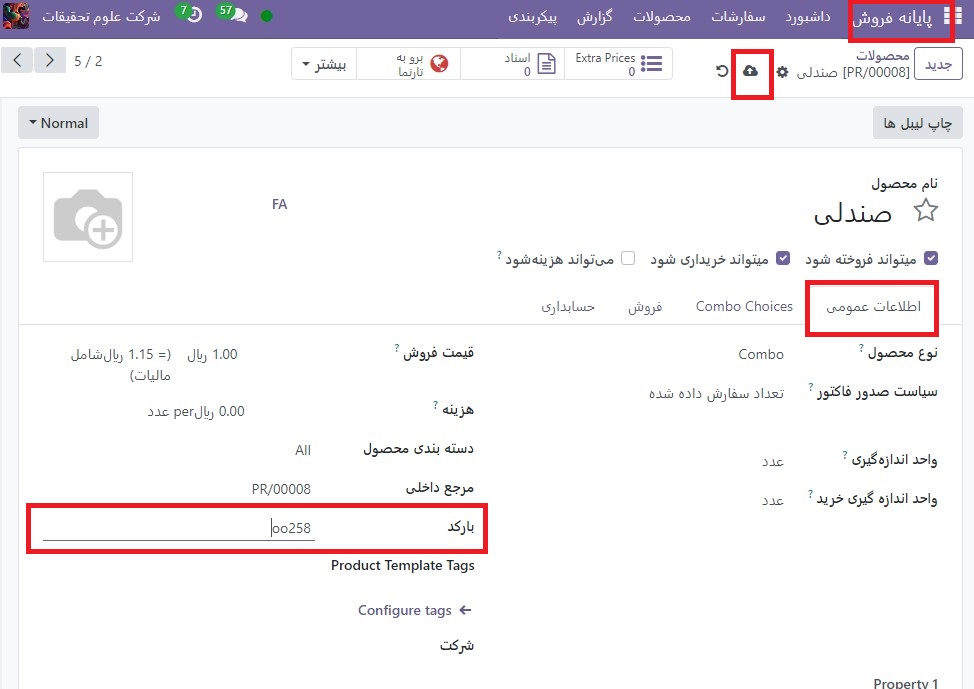 پایانه فروش داشبورد سفارشات محصولات گزارش پیکربندی 57 7 شرکت علوم تحقیقات
جدید محصولات
[PR/00008] صندلی
Extra Prices 0
اسناد 0
برو به تارنما
بیشتر
5 / 2
چاپ لیبل ها Normal
نام محصول
صندلی FA
میتواند فروخته شود میتواند خریداری شود می‌تواند هزینه‌شود ?
اطلاعات عمومی Combo Choices فروش حسابداری
نوع محصول ? Combo
سیاست صدور فاکتور ? تعداد سفارش داده شده
واحد اندازه‌گیری ? عدد
واحد اندازه گیری خرید ? عدد
قیمت فروش ? 1.00 ریال (= 1.15 ریال‌شامل
مالیات)
هزینه ? 0.00 ریالper عدد
دسته بندی محصول All
مرجع داخلی PR/00008
بارکد oo258
Product Template Tags
Configure tags
شرکت
Property 1